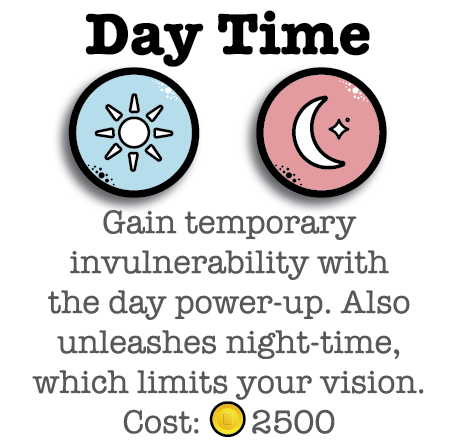 Day Time
Gain temporary
invulnerability with
the day power-up. Also
unleashes night-time,
which limits your vision.
Cost: 2500